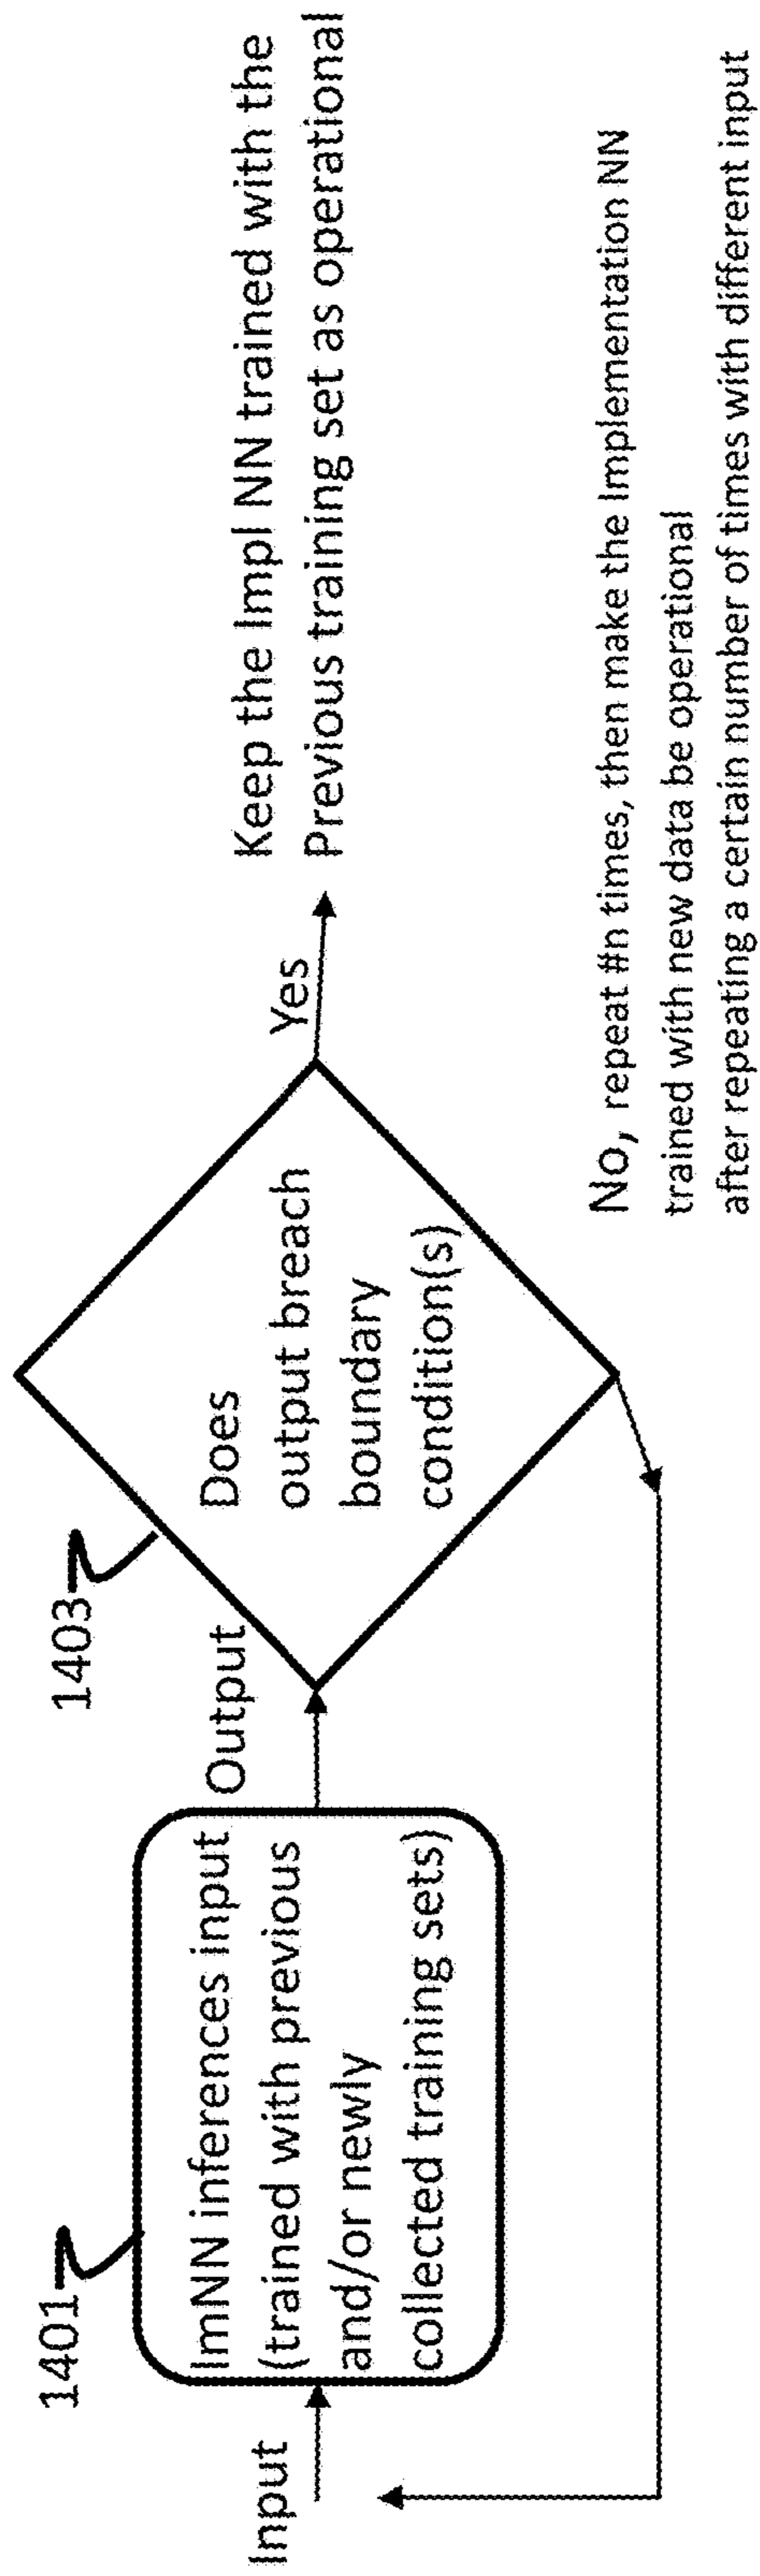 1401
Input
ImNN inferences input
(trained with previous
and/or newly
collected training sets)
Output
1403
Does
output breach
boundary
condition(s)
Yes
Keep the Impl NN trained with the
Previous training set as operational
No, repeat #n times, then make the Implementation NN
trained with new data be operational
after repeating a certain number of times with different input